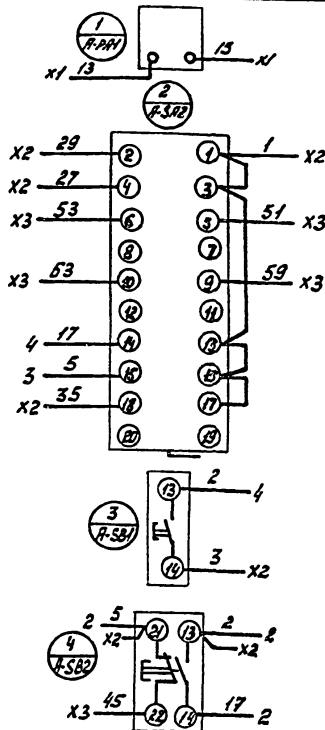 1
A-PA1
X1 13
13 X1
2
A-SA2
X2 29 2 1 1 X2
X2 27 4 3
X3 53 6 5 51 X3
8 7
X3 63 10 9 59 X3
12 11
4 17 14 13
3 5 16 15
X2 35 18 17
20 19
3
A-SB1
13 2 4
14 3 X2
4
A-SB2
2 5 21 13 2 2
X2 X2
X3 45 22 14 17 2